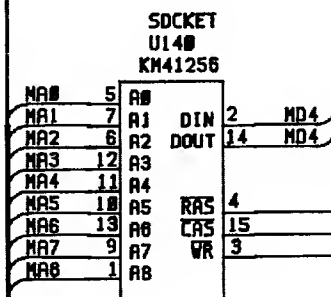 SOCKET
U140
KM41256
MA0 5 A0
MA1 7 A1 DIN 2 MD4
MA2 6 A2 DOUT 14 MD4
MA3 12 A3
MA4 11 A4
MA5 10 A5 RAS 4
MA6 13 A6 CAS 15
MA7 9 A7 WR 3
MA8 1 A8